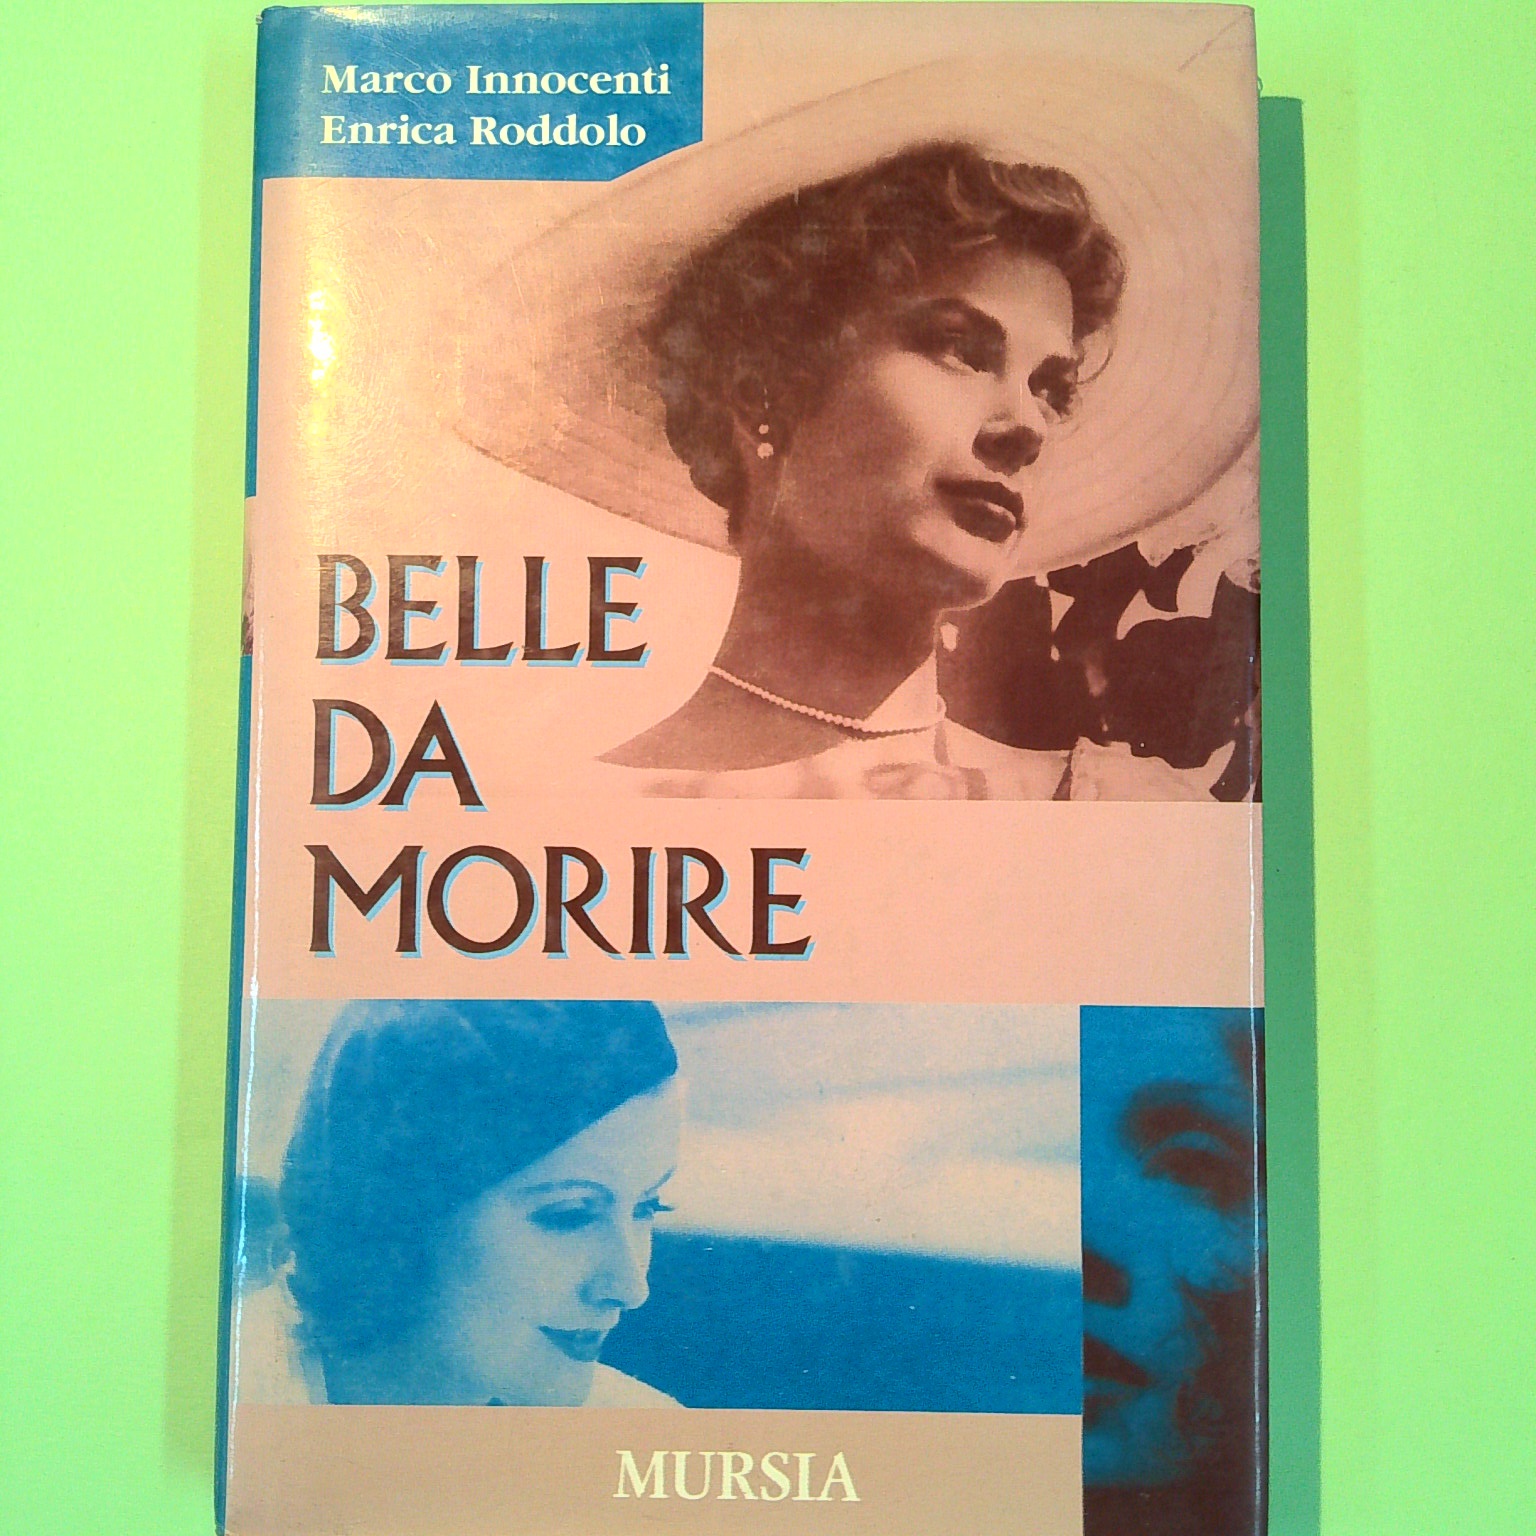 Marco Innocenti
Enrica Roddolo
BELLE
DA
MORIRE
MURSIA